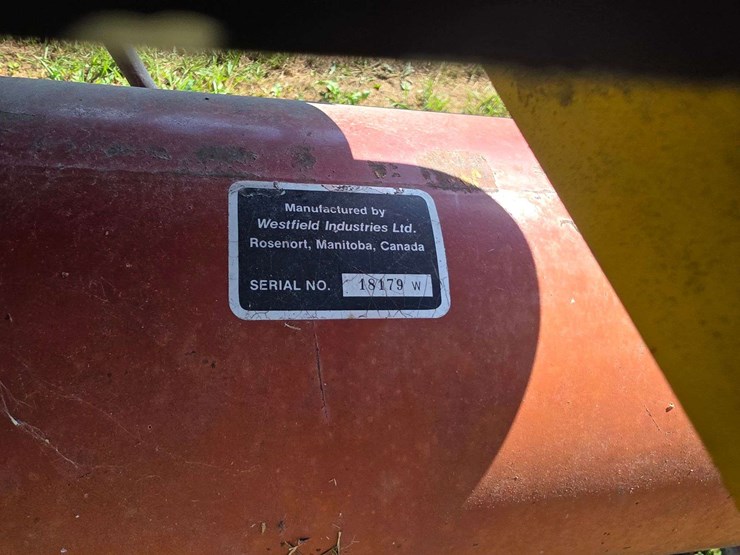 Manufactured by
Westfield Industries Ltd.
Rosenort, Manitoba, Canada
SERIAL NO. 18179 W